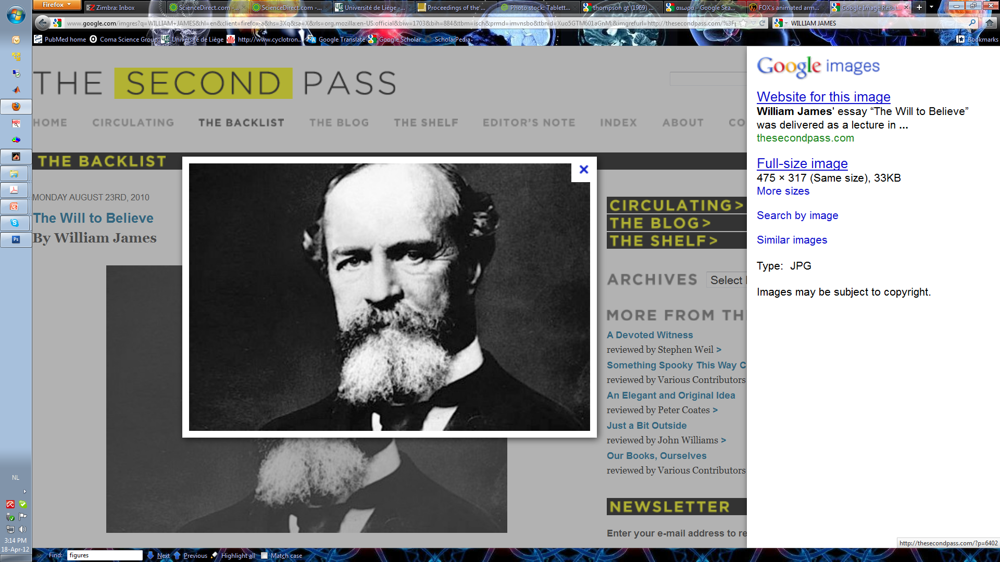 Firefox
Zimbra: Inbox
ScienceDirect.com -...
ScienceDirect.com -...
Université de Liège -...
Proceedings of the'...
Photo stock: Tablett...
thompson gt (1969) ...
αιωρα - Google Sea...
FOX's animated arm...
Google Image Resul...
www.google.com/imgres?q=WILLIAM+JAMES&hl=en&client=firefox-a&hs=3Xq&sa=X&rls=org.mozilla:en-US:official&biw=1703&bih=884&tbm=isch&prmd=imvnsbo&tbnid=Xuo5GTM601aGnM:&imgrefurl=http://thesecondpass.com/%3Fp
WILLIAM JAMES
PubMed home
Coma Science Group
Université de Liège
http://www.cyclotron...
Google Translate
Google Scholar
ScholarPedia
Bookmarks
THE SECOND PASS
HOME CIRCULATING THE BACKLIST THE BLOG THE SHELF EDITOR'S NOTE INDEX ABOUT CO
THE BACKLIST
MONDAY AUGUST 23RD, 2010
The Will to Believe
By William James
CIRCULATING >
THE BLOG >
THE SHELF >
ARCHIVES Select
MORE FROM TH
A Devoted Witness
reviewed by Stephen Weil >
Something Spooky This Way C
reviewed by Various Contributors
An Elegant and Original Idea
reviewed by Peter Coates >
Just a Bit Outside
reviewed by John Williams >
Our Books, Ourselves
reviewed by Various Contributors
NEWSLETTER
Enter your e-mail address to re
Google images
Website for this image
William James' essay “The Will to Believe”
was delivered as a lecture in ...
thesecondpass.com
Full-size image
475 × 317 (Same size), 33KB
More sizes
Search by image
Similar images
Type: JPG
Images may be subject to copyright.
http://thesecondpass.com/?p=6402
MRI
Ps
NL
3:14 PM
18-Apr-12
Find: figures Next Previous Highlight all Match case